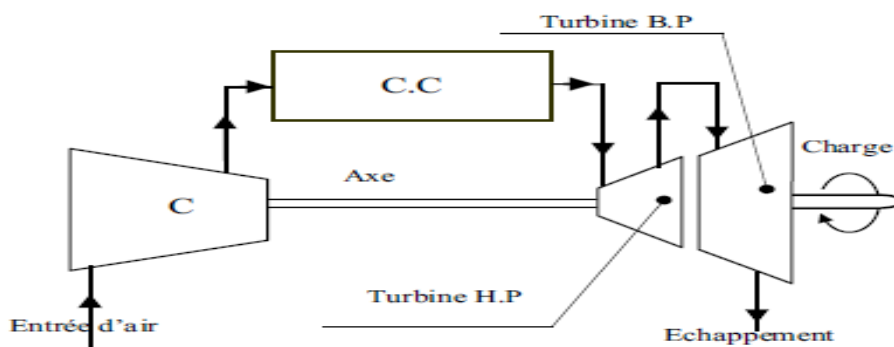 Turbine B.P
C.C
Charge
Axe
C
Turbine H.P
Entrée d'air
Echappement